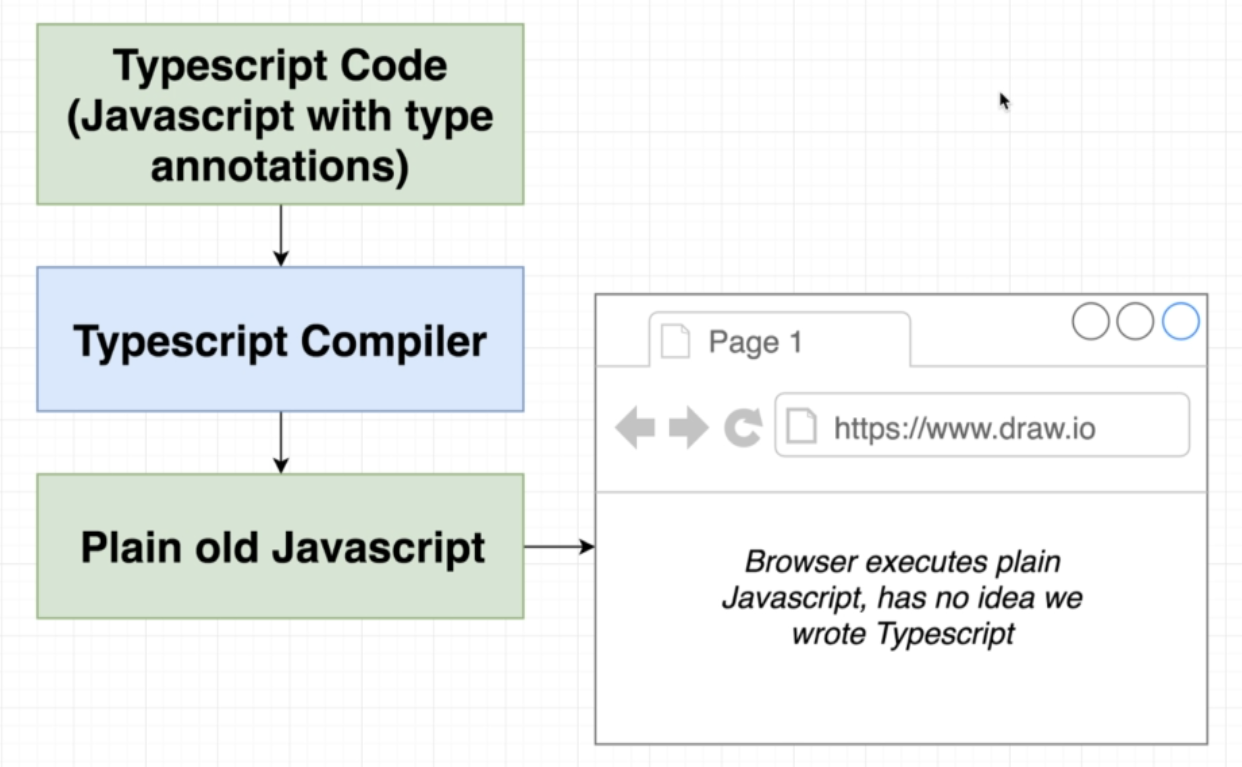 Typescript Code
(Javascript with type
annotations)
Typescript Compiler
Plain old Javascript
Page 1
https://www.draw.io
Browser executes plain
Javascript, has no idea we
wrote Typescript